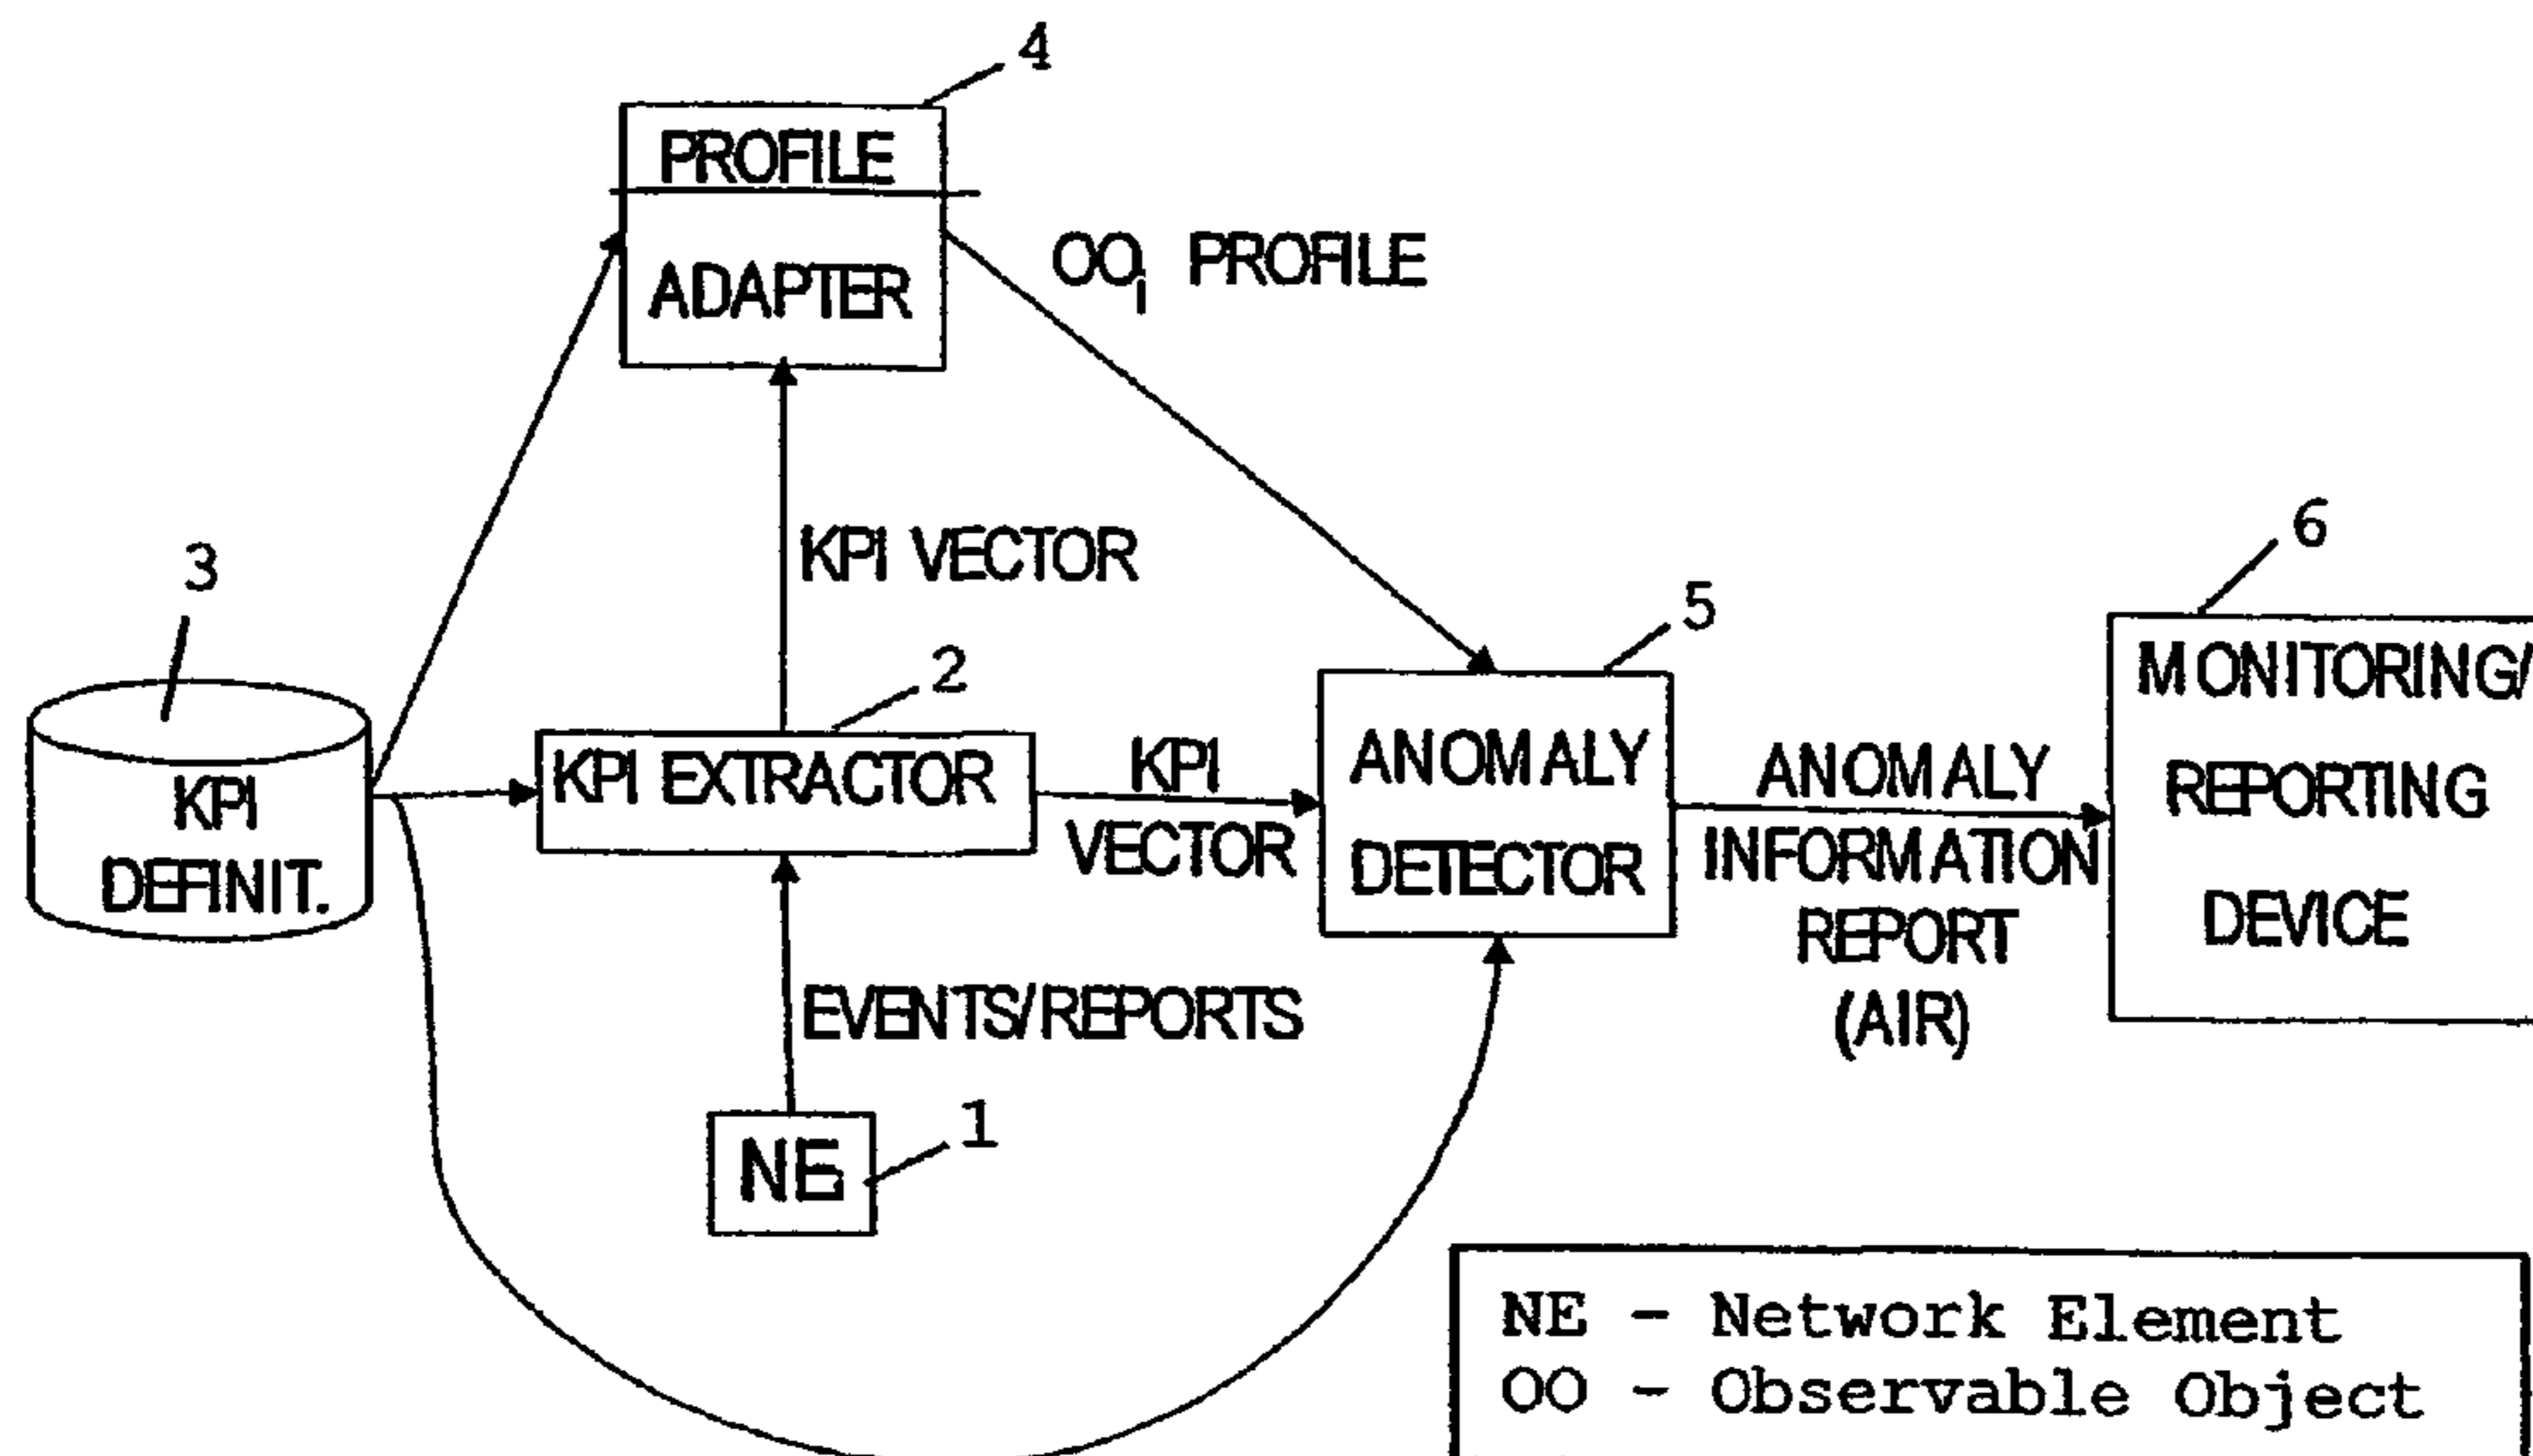 4
PROFILE
ADAPTER
OOi PROFILE
KPI VECTOR
3
KPI
DEFINIT.
2
KPI EXTRACTOR
KPI
VECTOR
5
ANOMALY
DETECTOR
ANOMALY
INFORMATION
REPORT
(AIR)
6
MONITORING/
REPORTING
DEVICE
EVENTS/REPORTS
NE
1
NE - Network Element
OO - Observable Object